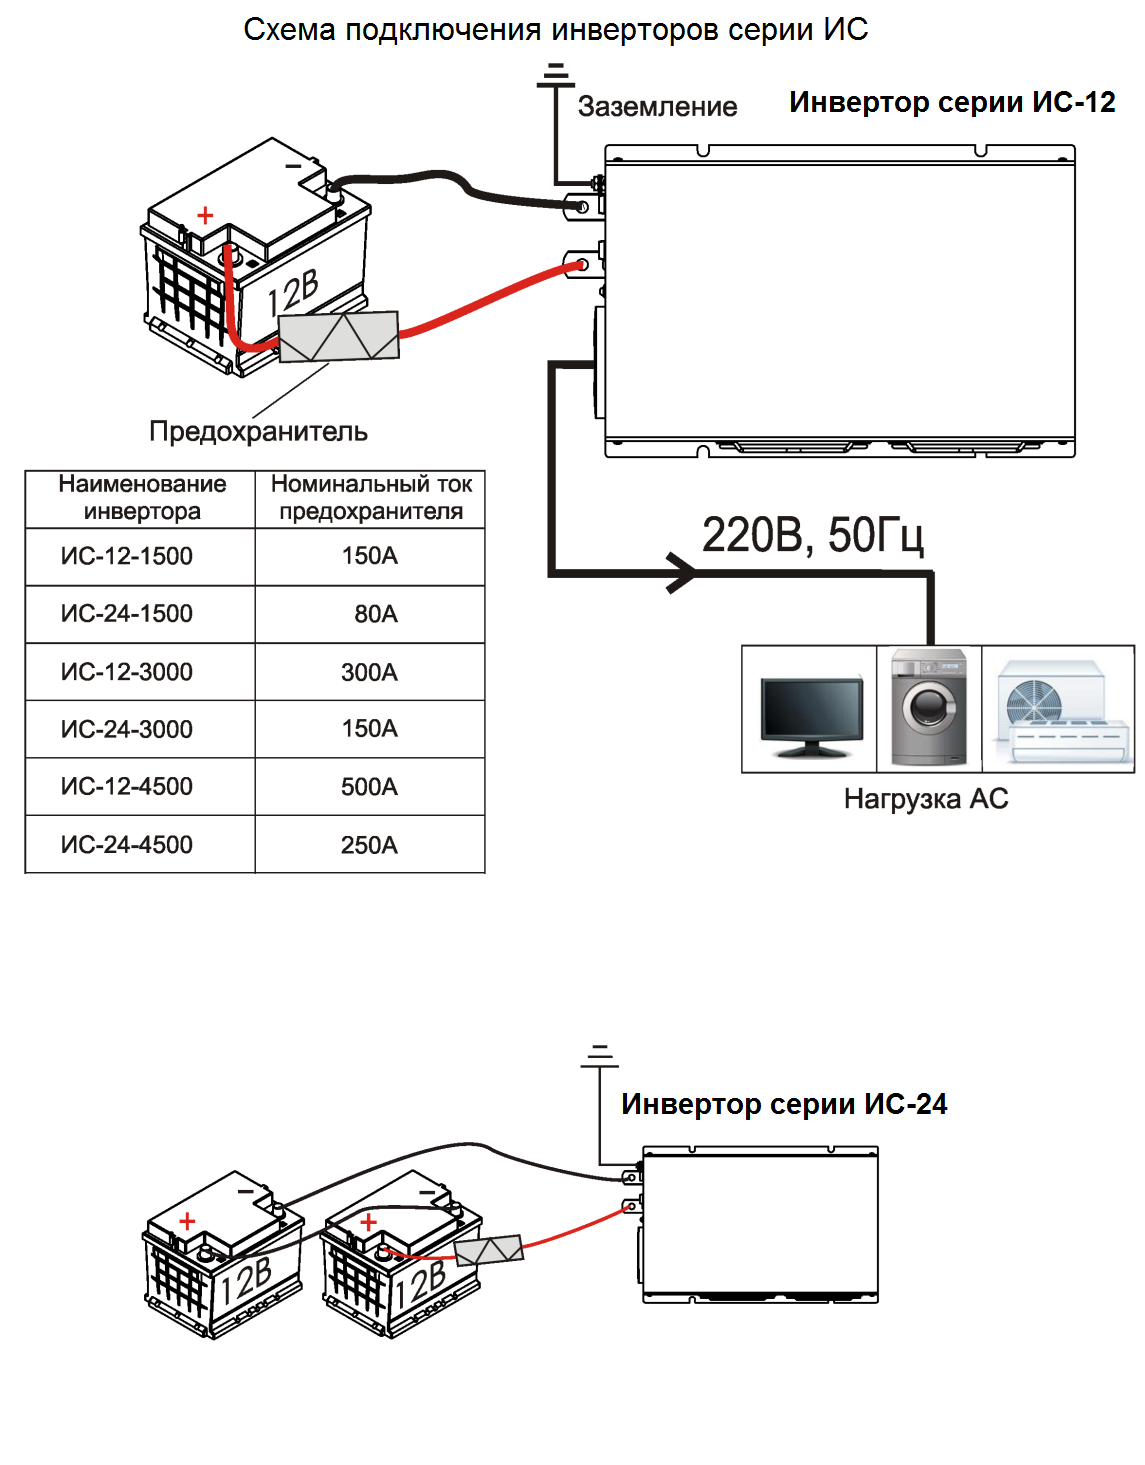 Схема подключения инверторов серии ИС
Заземление
Инвертор серии ИС-12
−
+
12В
Предохранитель
Наименование инвертора
Номинальный ток предохранителя
ИС-12-1500 150А
ИС-24-1500 80А
ИС-12-3000 300А
ИС-24-3000 150А
ИС-12-4500 500А
ИС-24-4500 250А
220В, 50Гц
Нагрузка АС
Инвертор серии ИС-24
−
+
12В
−
+
12В